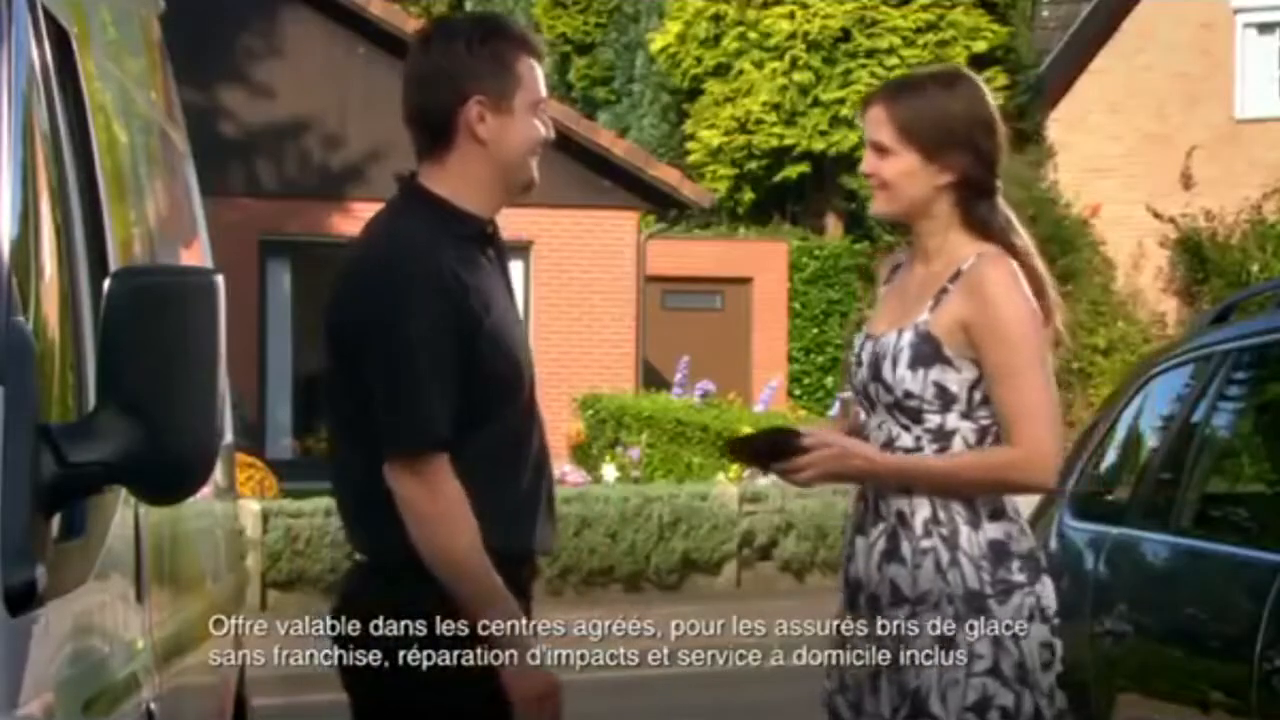 Offre valable dans les centres agréés, pour les assurés bris de glace
sans franchise, réparation d'impacts et service à domicile inclus